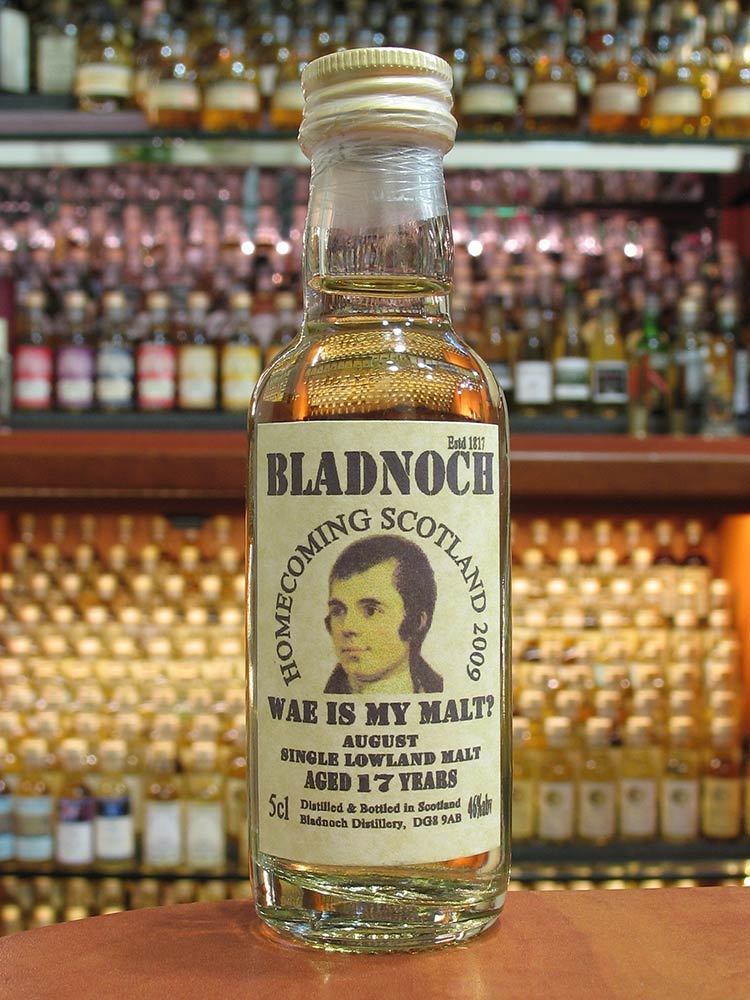 Estd 1817
BLADNOCH
HOMECOMING SCOTLAND 2009
WAE IS MY MALT?
AUGUST
SINGLE LOWLAND MALT
AGED 17 YEARS
5cl Distilled & Bottled in Scotland 46%abv
Bladnoch Distillery, DG8 9AB